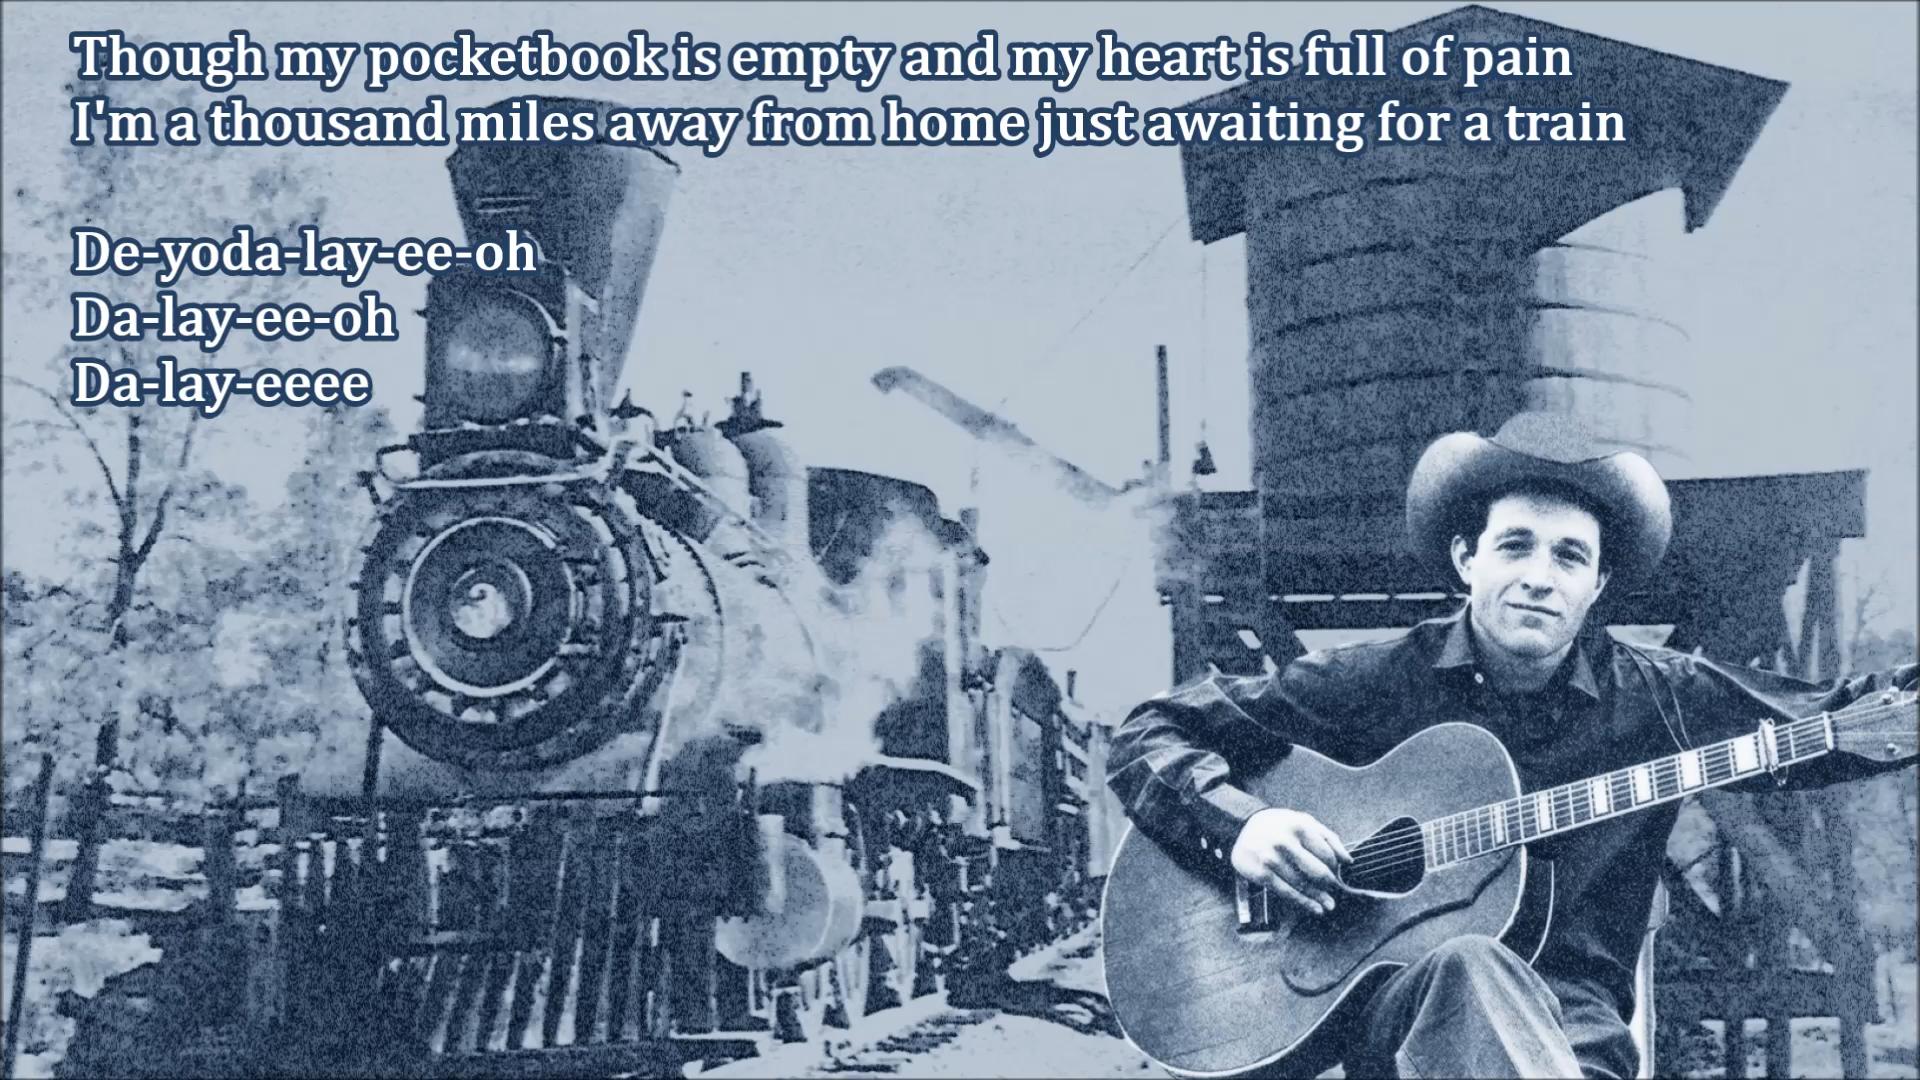 Though my pocketbook is empty and my heart is full of pain
I'm a thousand miles away from home just awaiting for a train
De-yoda-lay-ee-oh
Da-lay-ee-oh
Da-lay-eeee